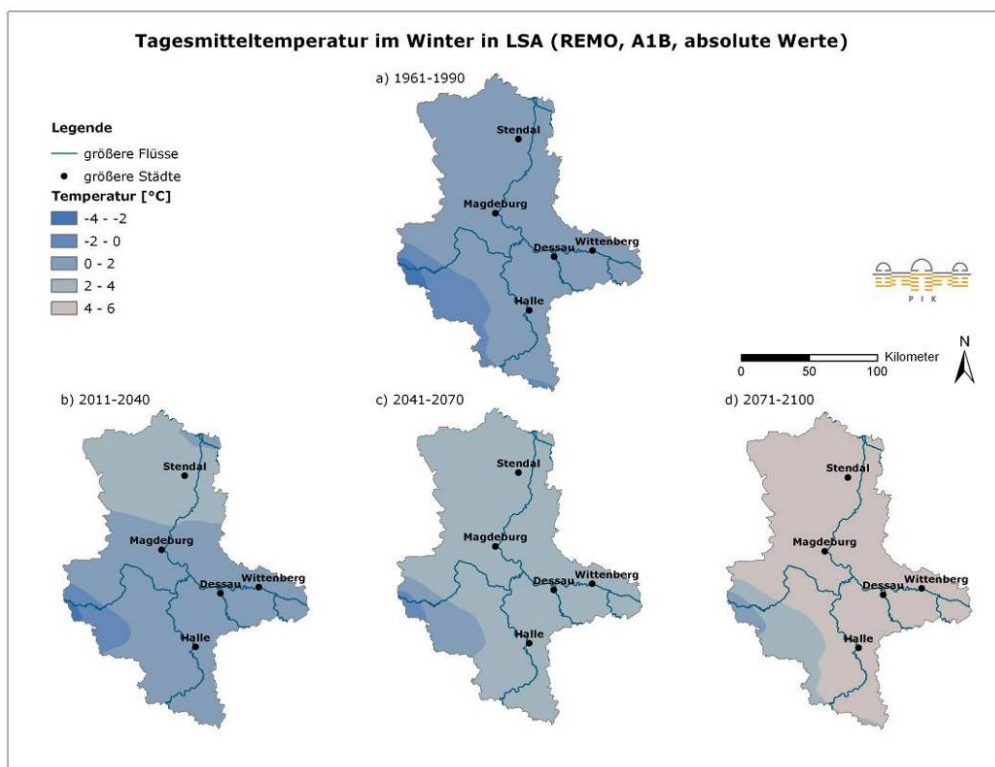 Tagesmitteltemperatur im Winter in LSA (REMO, A1B, absolute Werte)
a) 1961-1990
Legende
größere Flüsse
größere Städte
Temperatur [°C]
-4 - -2
-2 - 0
0 - 2
2 - 4
4 - 6
Stendal
Magdeburg
Dessau
Wittenberg
Halle
P I K
N
Kilometer
0 50 100
b) 2011-2040
Stendal
Magdeburg
Dessau
Wittenberg
Halle
c) 2041-2070
Stendal
Magdeburg
Dessau
Wittenberg
Halle
d) 2071-2100
Stendal
Magdeburg
Dessau
Wittenberg
Halle